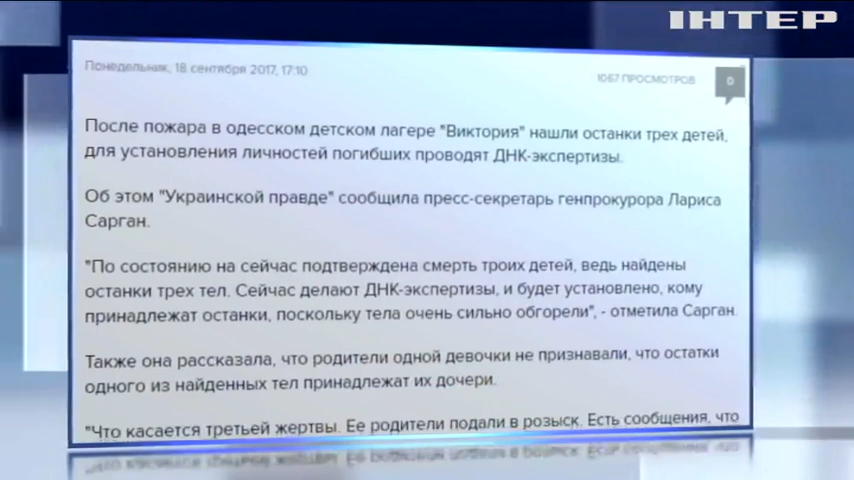 ІНТЕР
Понедельник, 18 сентября 2017, 17:10
1067 ПРОСМОТРОВ
0
После пожара в одесском детском лагере "Виктория" нашли останки трех детей,
для установления личностей погибших проводят ДНК-экспертизы.
Об этом "Украинской правде" сообщила пресс-секретарь генпрокурора Лариса
Сарган.
"По состоянию на сейчас подтверждена смерть троих детей, ведь найдены
останки трех тел. Сейчас делают ДНК-экспертизы, и будет установлено, кому
принадлежат останки, поскольку тела очень сильно обгорели", - отметила Сарган.
Также она рассказала, что родители одной девочки не признавали, что остатки
одного из найденных тел принадлежат их дочери.
"Что касается третьей жертвы. Ее родители подали в розыск. Есть сообщения, что